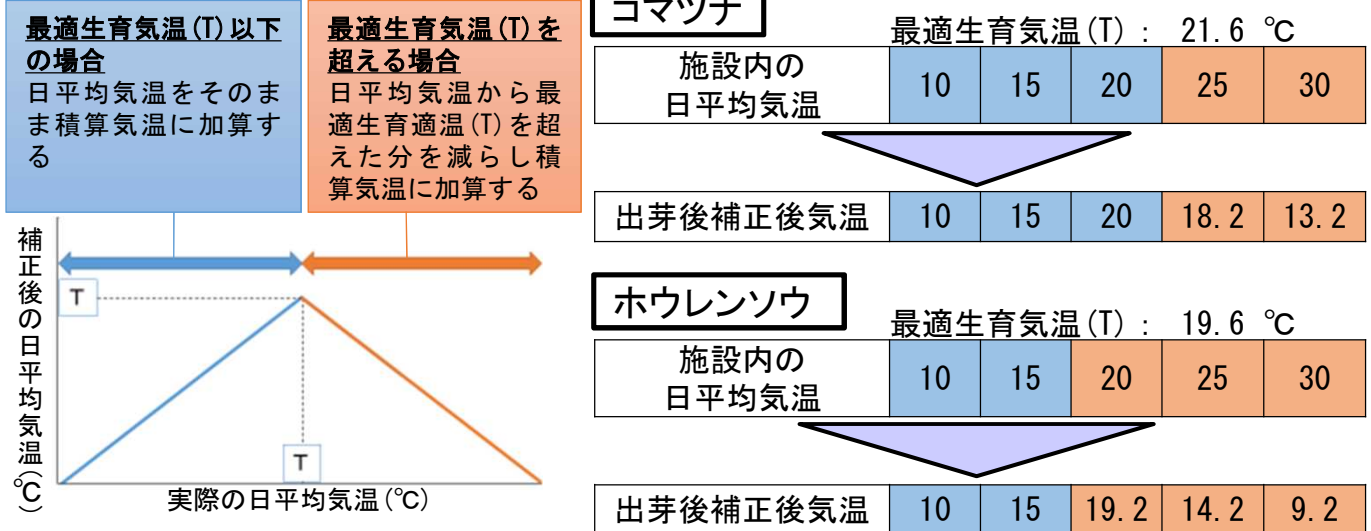 最適生育気温(T)以下
の場合
日平均気温をそのま
ま積算気温に加算す
る
最適生育気温(T)を
超える場合
日平均気温から最
適生育適温(T)を超
えた分を減らし積
算気温に加算する
補正後の日平均気温(℃)
T
T
実際の日平均気温(℃)
コマツナ
最適生育気温(T): 21.6 ℃
施設内の
日平均気温 10 15 20 25 30
出芽後補正後気温 10 15 20 18.2 13.2
ホウレンソウ
最適生育気温(T): 19.6 ℃
施設内の
日平均気温 10 15 20 25 30
出芽後補正後気温 10 15 19.2 14.2 9.2